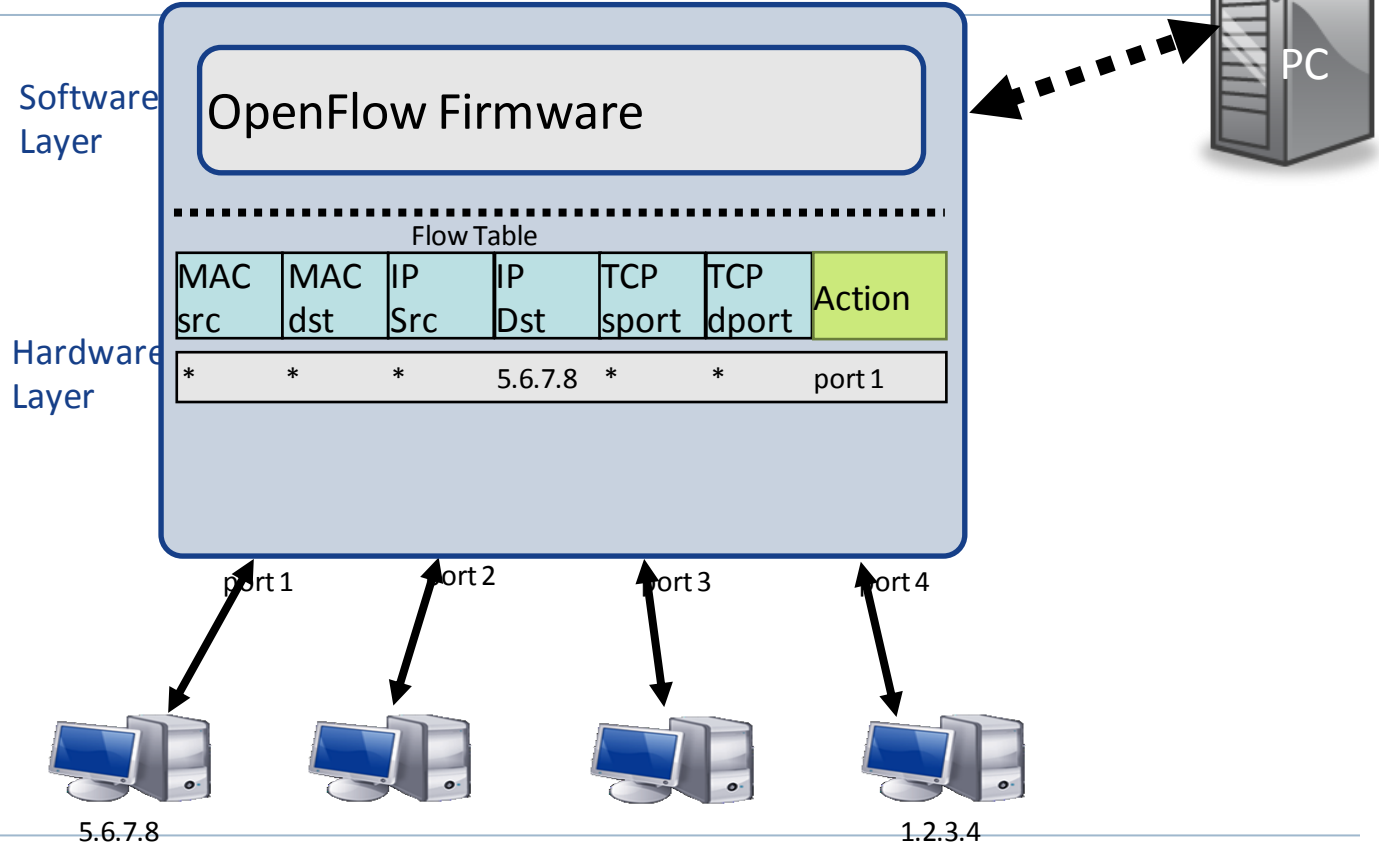 PC
Software
Layer
OpenFlow Firmware
Flow Table
MAC src MAC dst IP Src IP Dst TCP sport TCP dport Action
Hardware
Layer
* * * 5.6.7.8 * * port 1
port 1 port 2 port 3 port 4
5.6.7.8 1.2.3.4